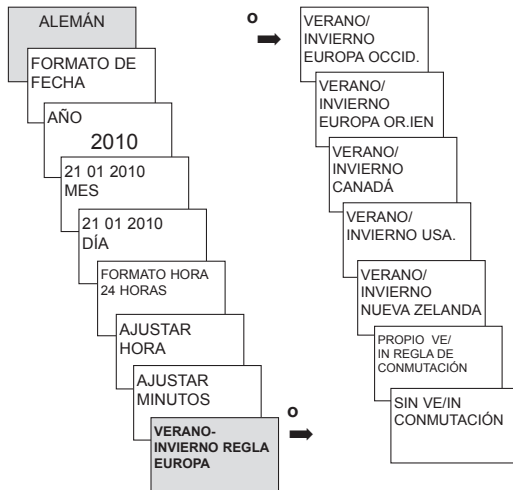 ALEMÁN
FORMATO DE
FECHA
AÑO
2010
21 01 2010
MES
21 01 2010
DÍA
FORMATO HORA
24 HORAS
AJUSTAR
HORA
AJUSTAR
MINUTOS
VERANO-
INVIERNO REGLA
EUROPA
o
o
VERANO/
INVIERNO
EUROPA OCCID.
VERANO/
INVIERNO
EUROPA OR.IEN
VERANO/
INVIERNO
CANADÁ
VERANO/
INVIERNO USA.
VERANO/
INVIERNO
NUEVA ZELANDA
PROPIO VE/
IN REGLA DE
CONMUTACIÓN
SIN VE/IN
CONMUTACIÓN